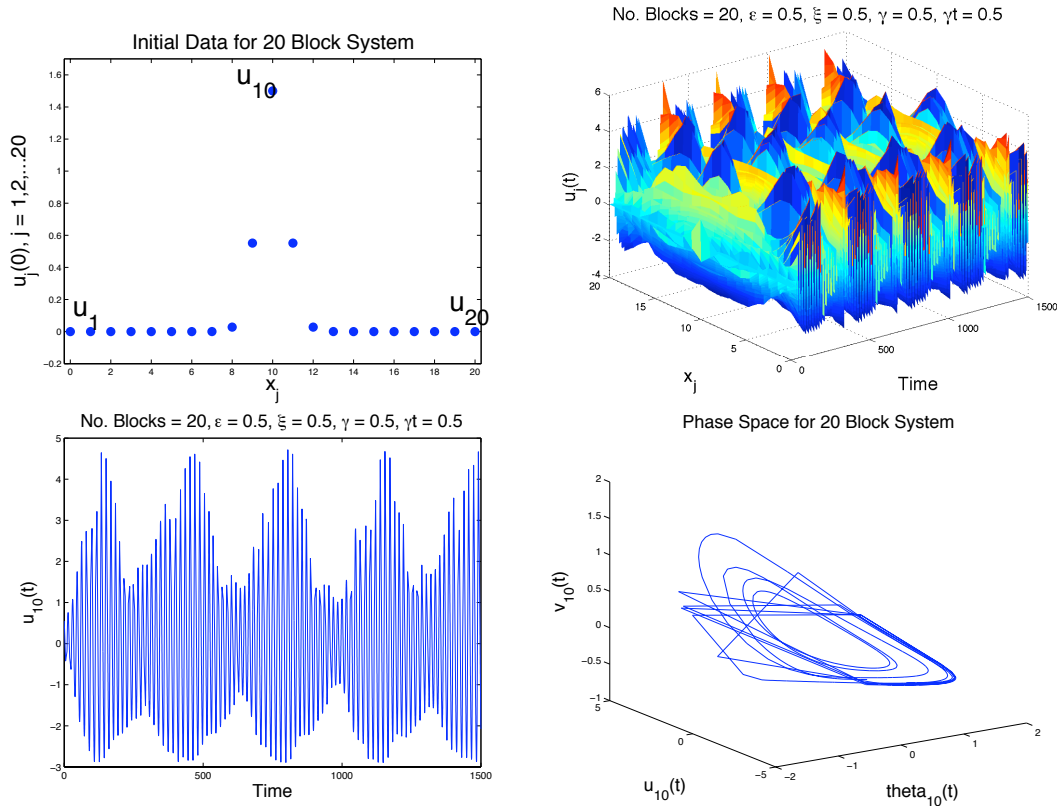 Initial Data for 20 Block System
u_j(0), j = 1,2,...20
1.6
1.4
1.2
1
0.8
0.6
0.4
0.2
0
−0.2
u_10
u_1
u_20
0 2 4 6 8 10 12 14 16 18 20
x_j
No. Blocks = 20, ε = 0.5, ξ = 0.5, γ = 0.5, γt = 0.5
u_j(t)
6
4
2
0
−2
−4
20
15
10
5
0
0
500
1000
1500
x_j
Time
No. Blocks = 20, ε = 0.5, ξ = 0.5, γ = 0.5, γt = 0.5
u_10(t)
5
4
3
2
1
0
−1
−2
−3
0 500 1000 1500
Time
Phase Space for 20 Block System
v_10(t)
2
1.5
1
0.5
0
−0.5
−1
5
0
−5
−2
−1
0
1
2
u_10(t)
theta_10(t)